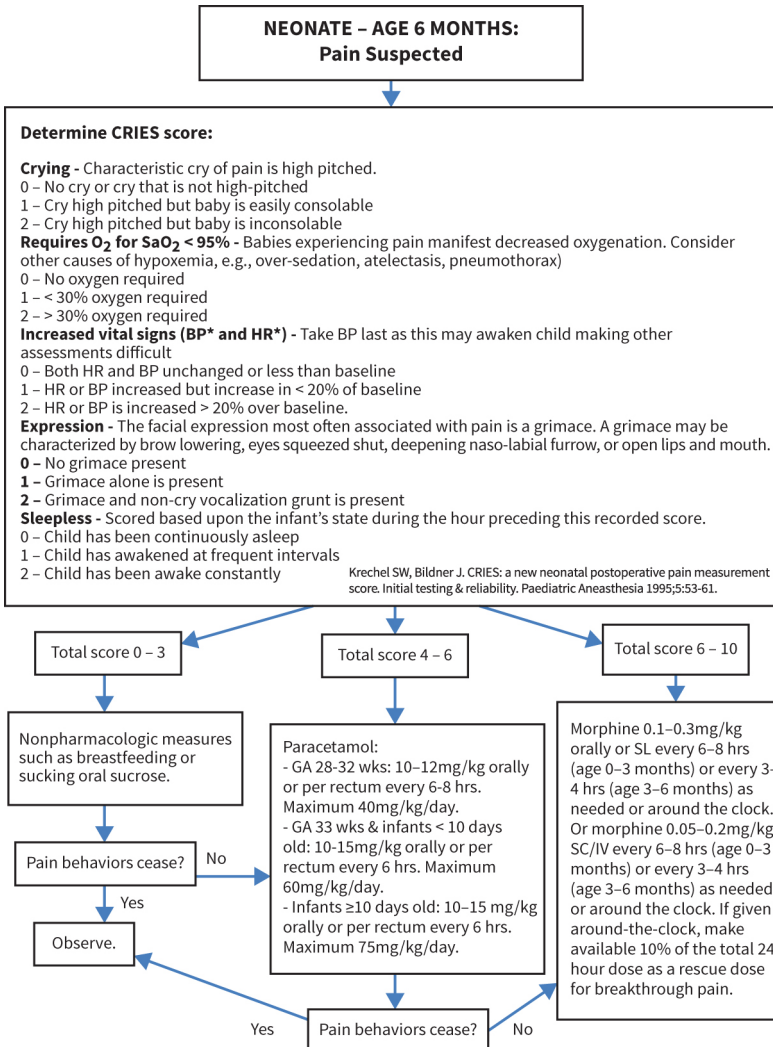 NEONATE – AGE 6 MONTHS:
Pain Suspected
Determine CRIES score:
Crying - Characteristic cry of pain is high pitched.
0 – No cry or cry that is not high-pitched
1 – Cry high pitched but baby is easily consolable
2 – Cry high pitched but baby is inconsolable
Requires O2 for SaO2 < 95% - Babies experiencing pain manifest decreased oxygenation. Consider
other causes of hypoxemia, e.g., over-sedation, atelectasis, pneumothorax)
0 – No oxygen required
1 – < 30% oxygen required
2 – > 30% oxygen required
Increased vital signs (BP* and HR*) - Take BP last as this may awaken child making other
assessments difficult
0 – Both HR and BP unchanged or less than baseline
1 – HR or BP increased but increase in < 20% of baseline
2 – HR or BP is increased > 20% over baseline.
Expression - The facial expression most often associated with pain is a grimace. A grimace may be
characterized by brow lowering, eyes squeezed shut, deepening naso-labial furrow, or open lips and mouth.
0 – No grimace present
1 – Grimace alone is present
2 – Grimace and non-cry vocalization grunt is present
Sleepless - Scored based upon the infant's state during the hour preceding this recorded score.
0 – Child has been continuously asleep
1 – Child has awakened at frequent intervals
2 – Child has been awake constantly
Krechel SW, Bildner J. CRIES: a new neonatal postoperative pain measurement
score. Initial testing & reliability. Paediatric Aneasthesia 1995;5:53-61.
Total score 0 – 3
Total score 4 – 6
Total score 6 – 10
Nonpharmacologic measures
such as breastfeeding or
sucking oral sucrose.
Paracetamol:
- GA 28-32 wks: 10–12mg/kg orally
or per rectum every 6-8 hrs.
Maximum 40mg/kg/day.
- GA 33 wks & infants < 10 days
old: 10-15mg/kg orally or per
rectum every 6 hrs. Maximum
60mg/kg/day.
- Infants ≥10 days old: 10–15 mg/kg
orally or per rectum every 6 hrs.
Maximum 75mg/kg/day.
Morphine 0.1–0.3mg/kg
orally or SL every 6–8 hrs
(age 0–3 months) or every 3–
4 hrs (age 3–6 months) as
needed or around the clock.
Or morphine 0.05–0.2mg/kg
SC/IV every 6–8 hrs (age 0–3
months) or every 3–4 hrs
(age 3–6 months) as needed
or around the clock. If given
around-the-clock, make
available 10% of the total 24
hour dose as a rescue dose
for breakthrough pain.
Pain behaviors cease?
No
Yes
Observe.
Yes
Pain behaviors cease?
No